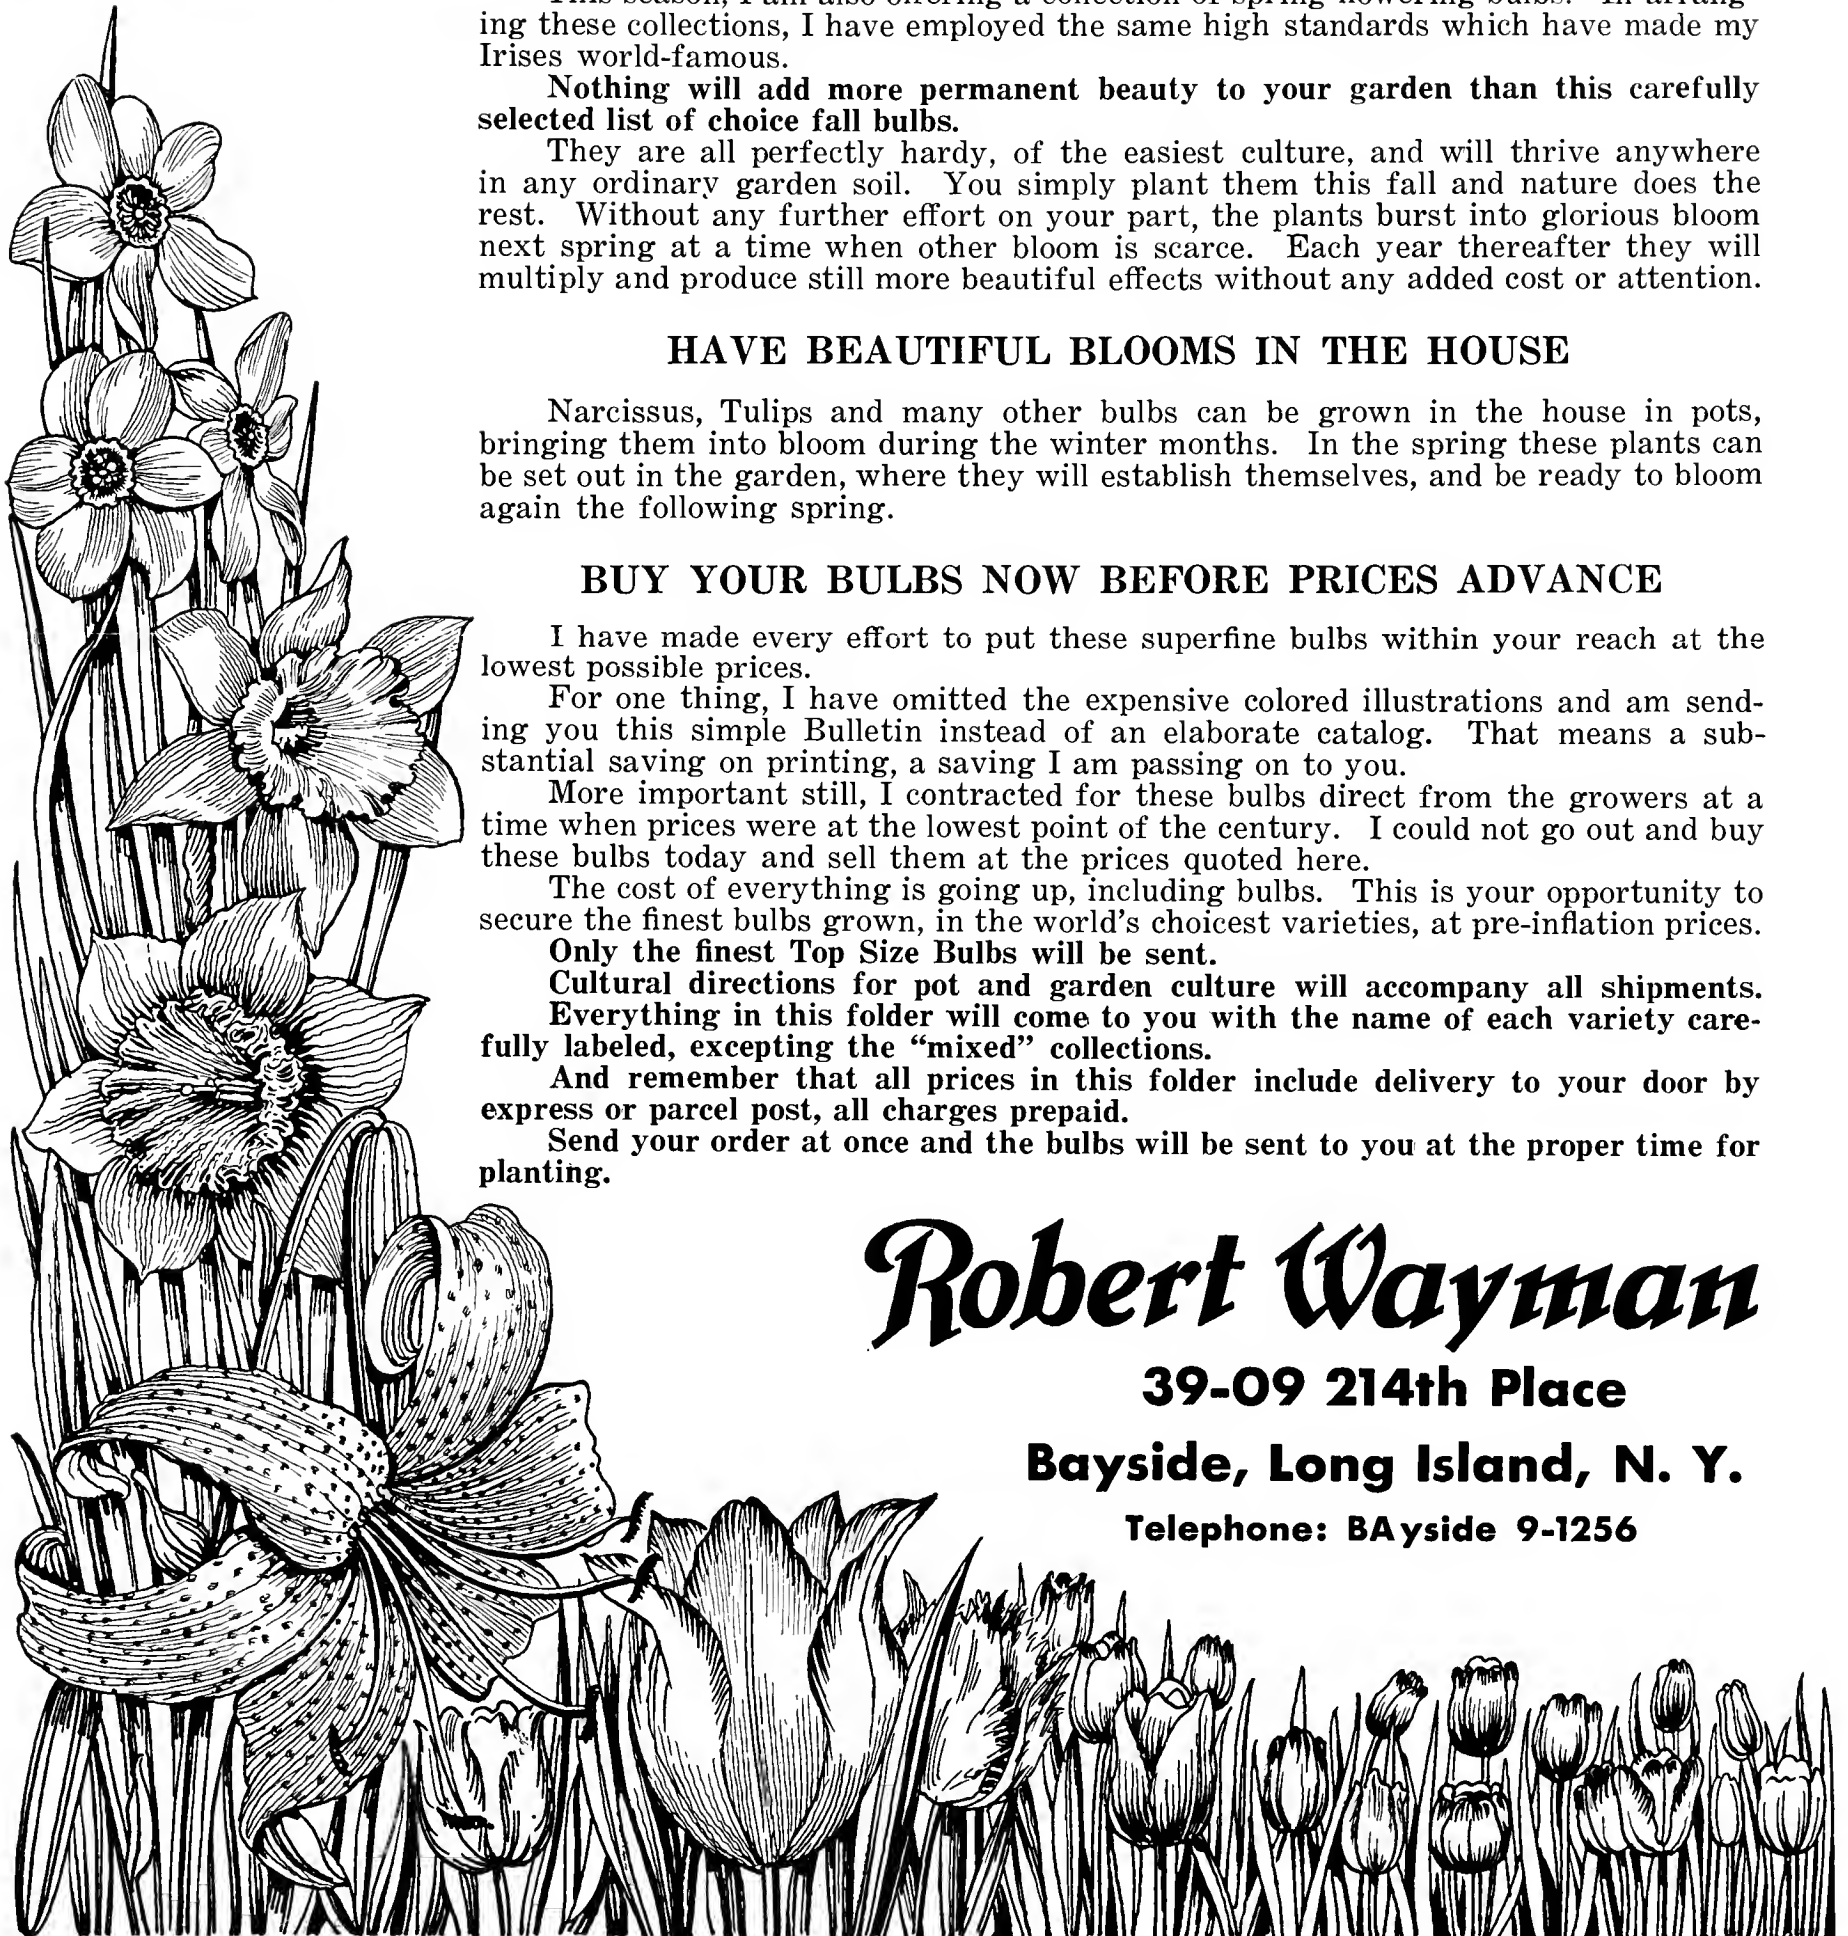 This season, I am also offering a collection of spring flowering bulbs. In arrang-
ing these collections, I have employed the same high standards which have made my
Irises world-famous.
Nothing will add more permanent beauty to your garden than this carefully
selected list of choice fall bulbs.
They are all perfectly hardy, of the easiest culture, and will thrive anywhere
in any ordinary garden soil. You simply plant them this fall and nature does the
rest. Without any further effort on your part, the plants burst into glorious bloom
next spring at a time when other bloom is scarce. Each year thereafter they will
multiply and produce still more beautiful effects without any added cost or attention.
HAVE BEAUTIFUL BLOOMS IN THE HOUSE
Narcissus, Tulips and many other bulbs can be grown in the house in pots,
bringing them into bloom during the winter months. In the spring these plants can
be set out in the garden, where they will establish themselves, and be ready to bloom
again the following spring.
BUY YOUR BULBS NOW BEFORE PRICES ADVANCE
I have made every effort to put these superfine bulbs within your reach at the
lowest possible prices.
For one thing, I have omitted the expensive colored illustrations and am send-
ing you this simple Bulletin instead of an elaborate catalog. That means a sub-
stantial saving on printing, a saving I am passing on to you.
More important still, I contracted for these bulbs direct from the growers at a
time when prices were at the lowest point of the century. I could not go out and buy
these bulbs today and sell them at the prices quoted here.
The cost of everything is going up, including bulbs. This is your opportunity to
secure the finest bulbs grown, in the world's choicest varieties, at pre-inflation prices.
Only the finest Top Size Bulbs will be sent.
Cultural directions for pot and garden culture will accompany all shipments.
Everything in this folder will come to you with the name of each variety care-
fully labeled, excepting the “mixed” collections.
And remember that all prices in this folder include delivery to your door by
express or parcel post, all charges prepaid.
Send your order at once and the bulbs will be sent to you at the proper time for
planting.
Robert Wayman
39-09 214th Place
Bayside, Long Island, N. Y.
Telephone: BAyside 9-1256